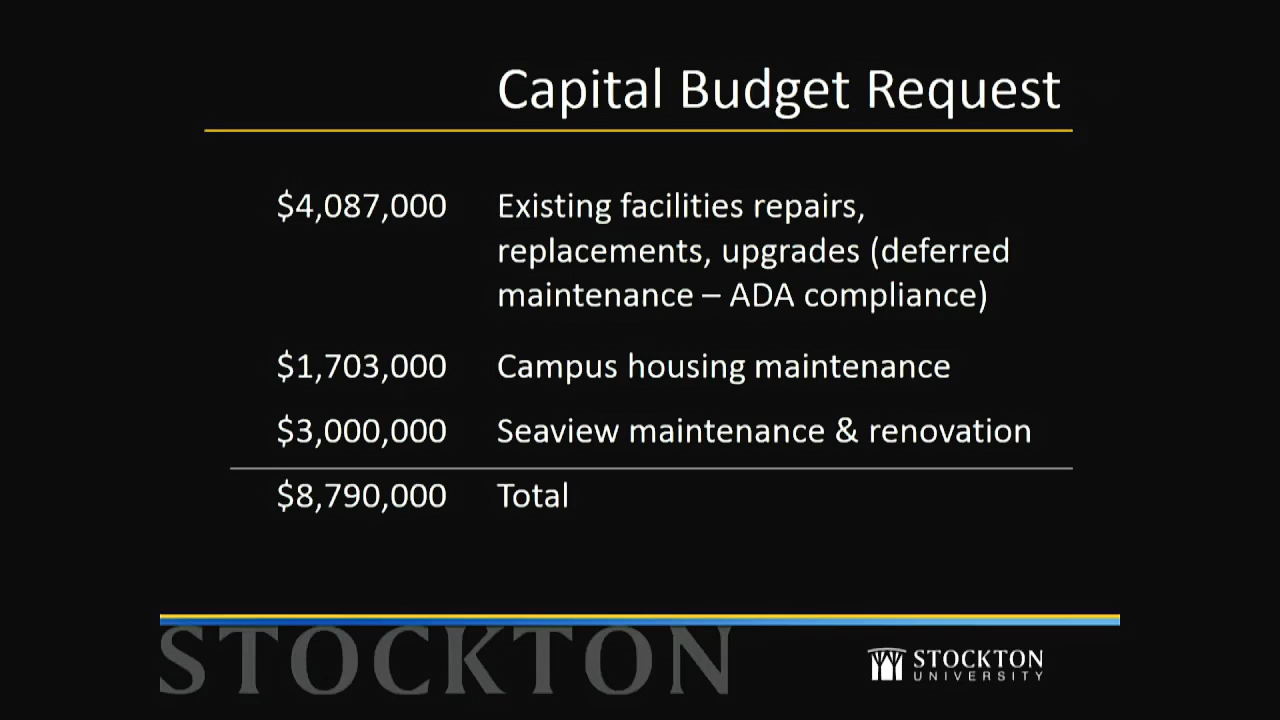 Capital Budget Request
$4,087,000 Existing facilities repairs,
replacements, upgrades (deferred
maintenance – ADA compliance)
$1,703,000 Campus housing maintenance
$3,000,000 Seaview maintenance & renovation
$8,790,000 Total
STOCKTON
STOCKTON
UNIVERSITY